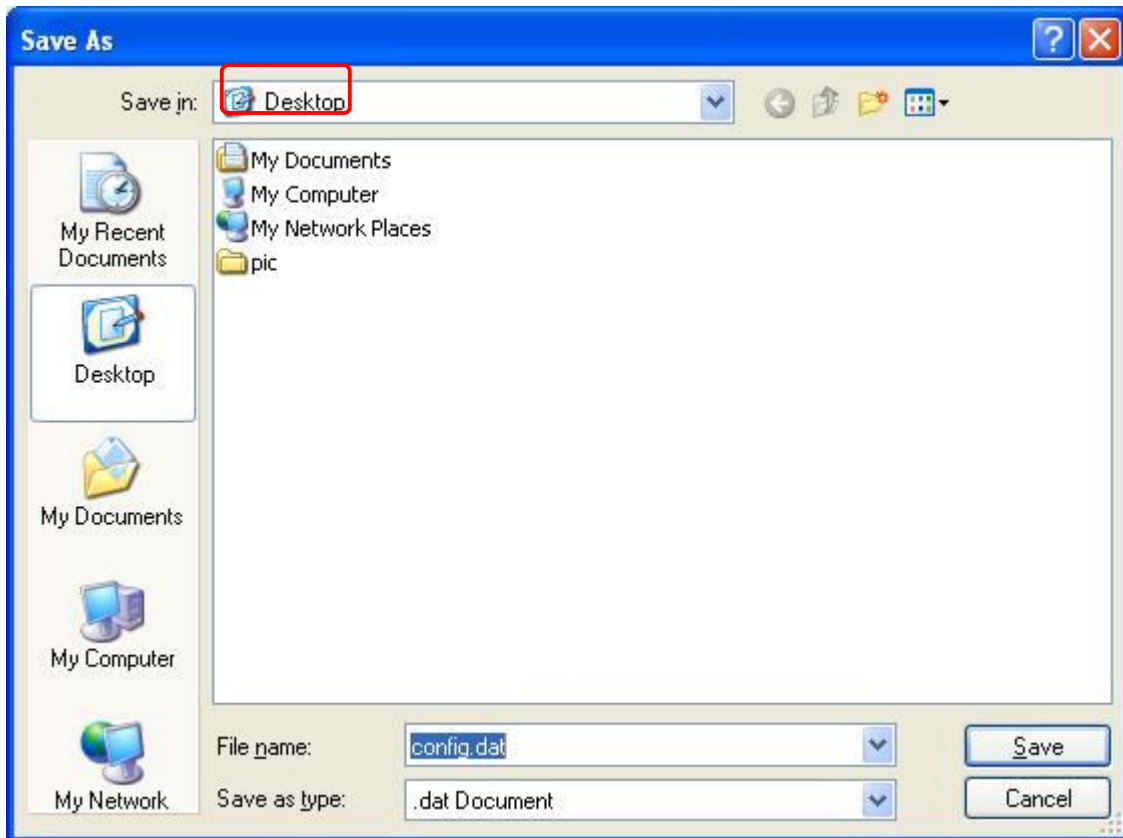 Save As
Save in:
Desktop
My Recent
Documents
Desktop
My Documents
My Computer
My Network
My Documents
My Computer
My Network Places
pic
File name:
config.dat
Save
Save as type:
.dat Document
Cancel